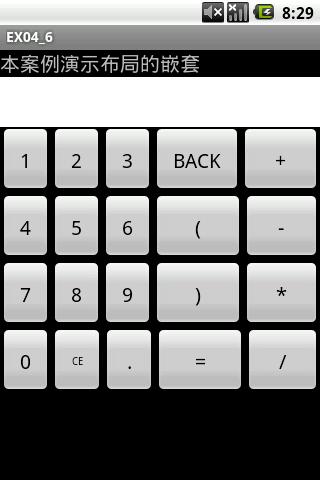 8:29
EX04_6
本案例演示布局的嵌套
1 2 3 BACK +
4 5 6 ( -
7 8 9 ) *
0 CE . = /